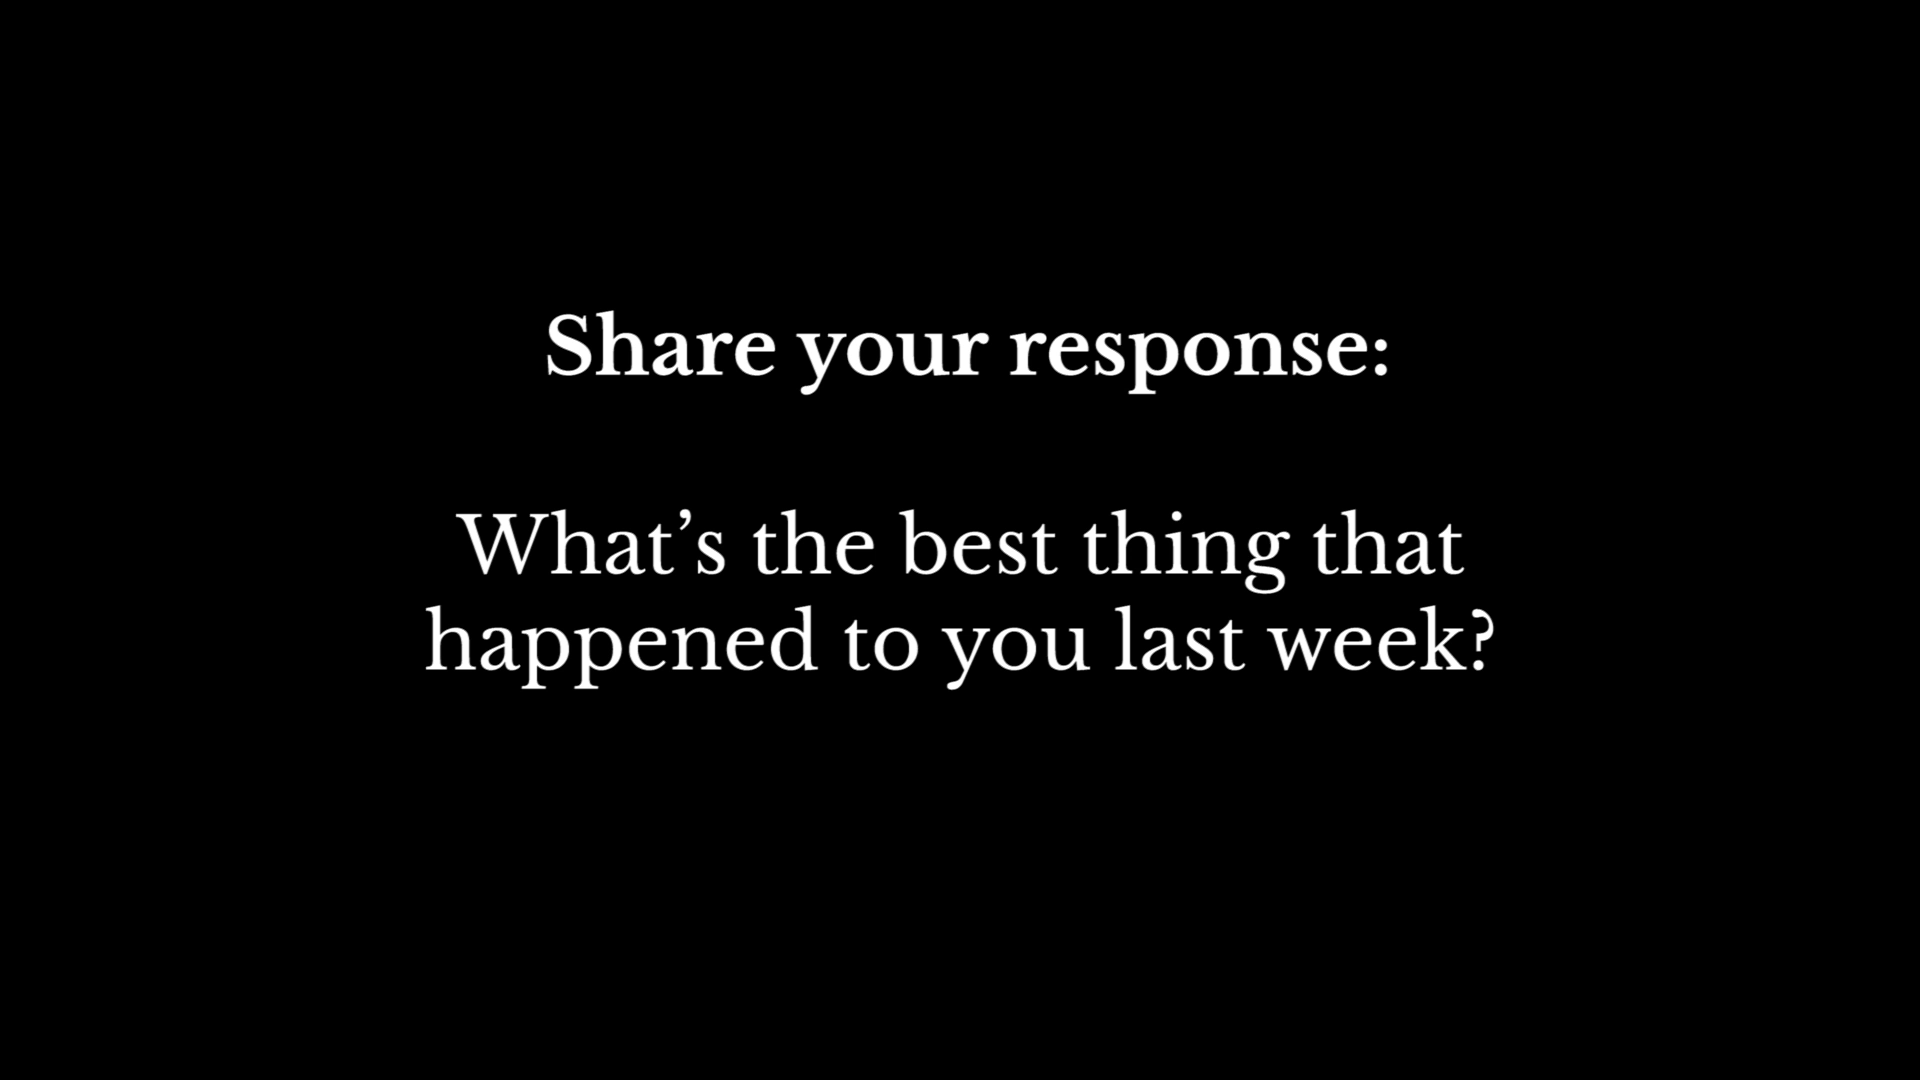 Share your response:
What’s the best thing that
happened to you last week?